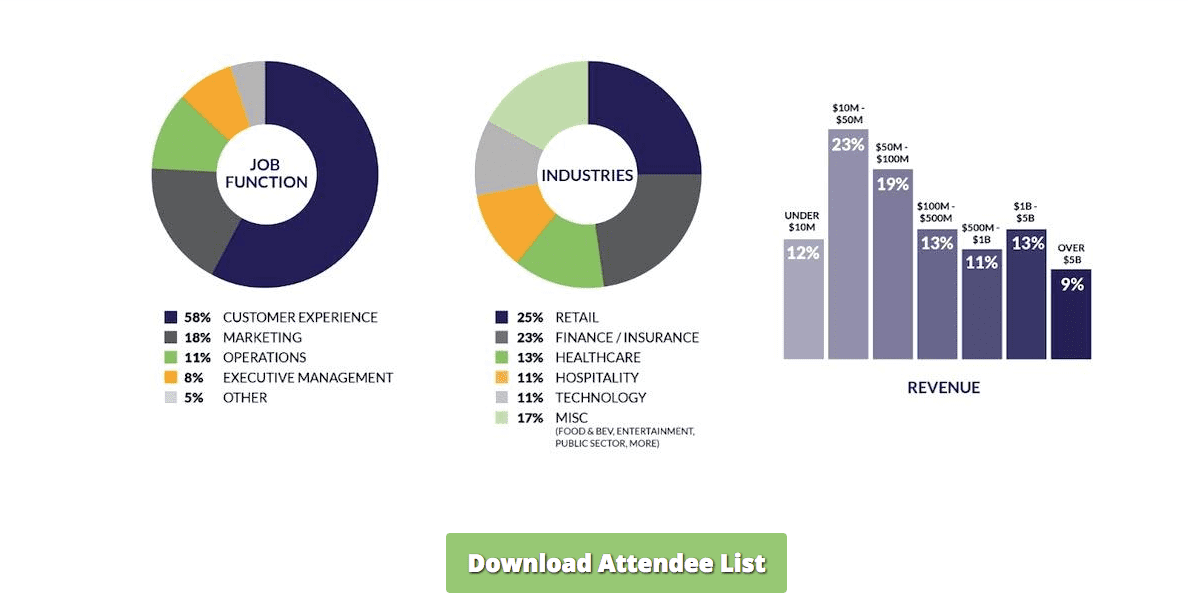 JOB
FUNCTION
58% CUSTOMER EXPERIENCE
18% MARKETING
11% OPERATIONS
8% EXECUTIVE MANAGEMENT
5% OTHER
INDUSTRIES
25% RETAIL
23% FINANCE / INSURANCE
13% HEALTHCARE
11% HOSPITALITY
11% TECHNOLOGY
17% MISC
(FOOD & BEV, ENTERTAINMENT,
PUBLIC SECTOR, MORE)
UNDER
$10M
12%
$10M -
$50M
23%
$50M -
$100M
19%
$100M -
$500M
13%
$500M -
$1B
11%
$1B -
$5B
13%
OVER
$5B
9%
REVENUE
Download Attendee List